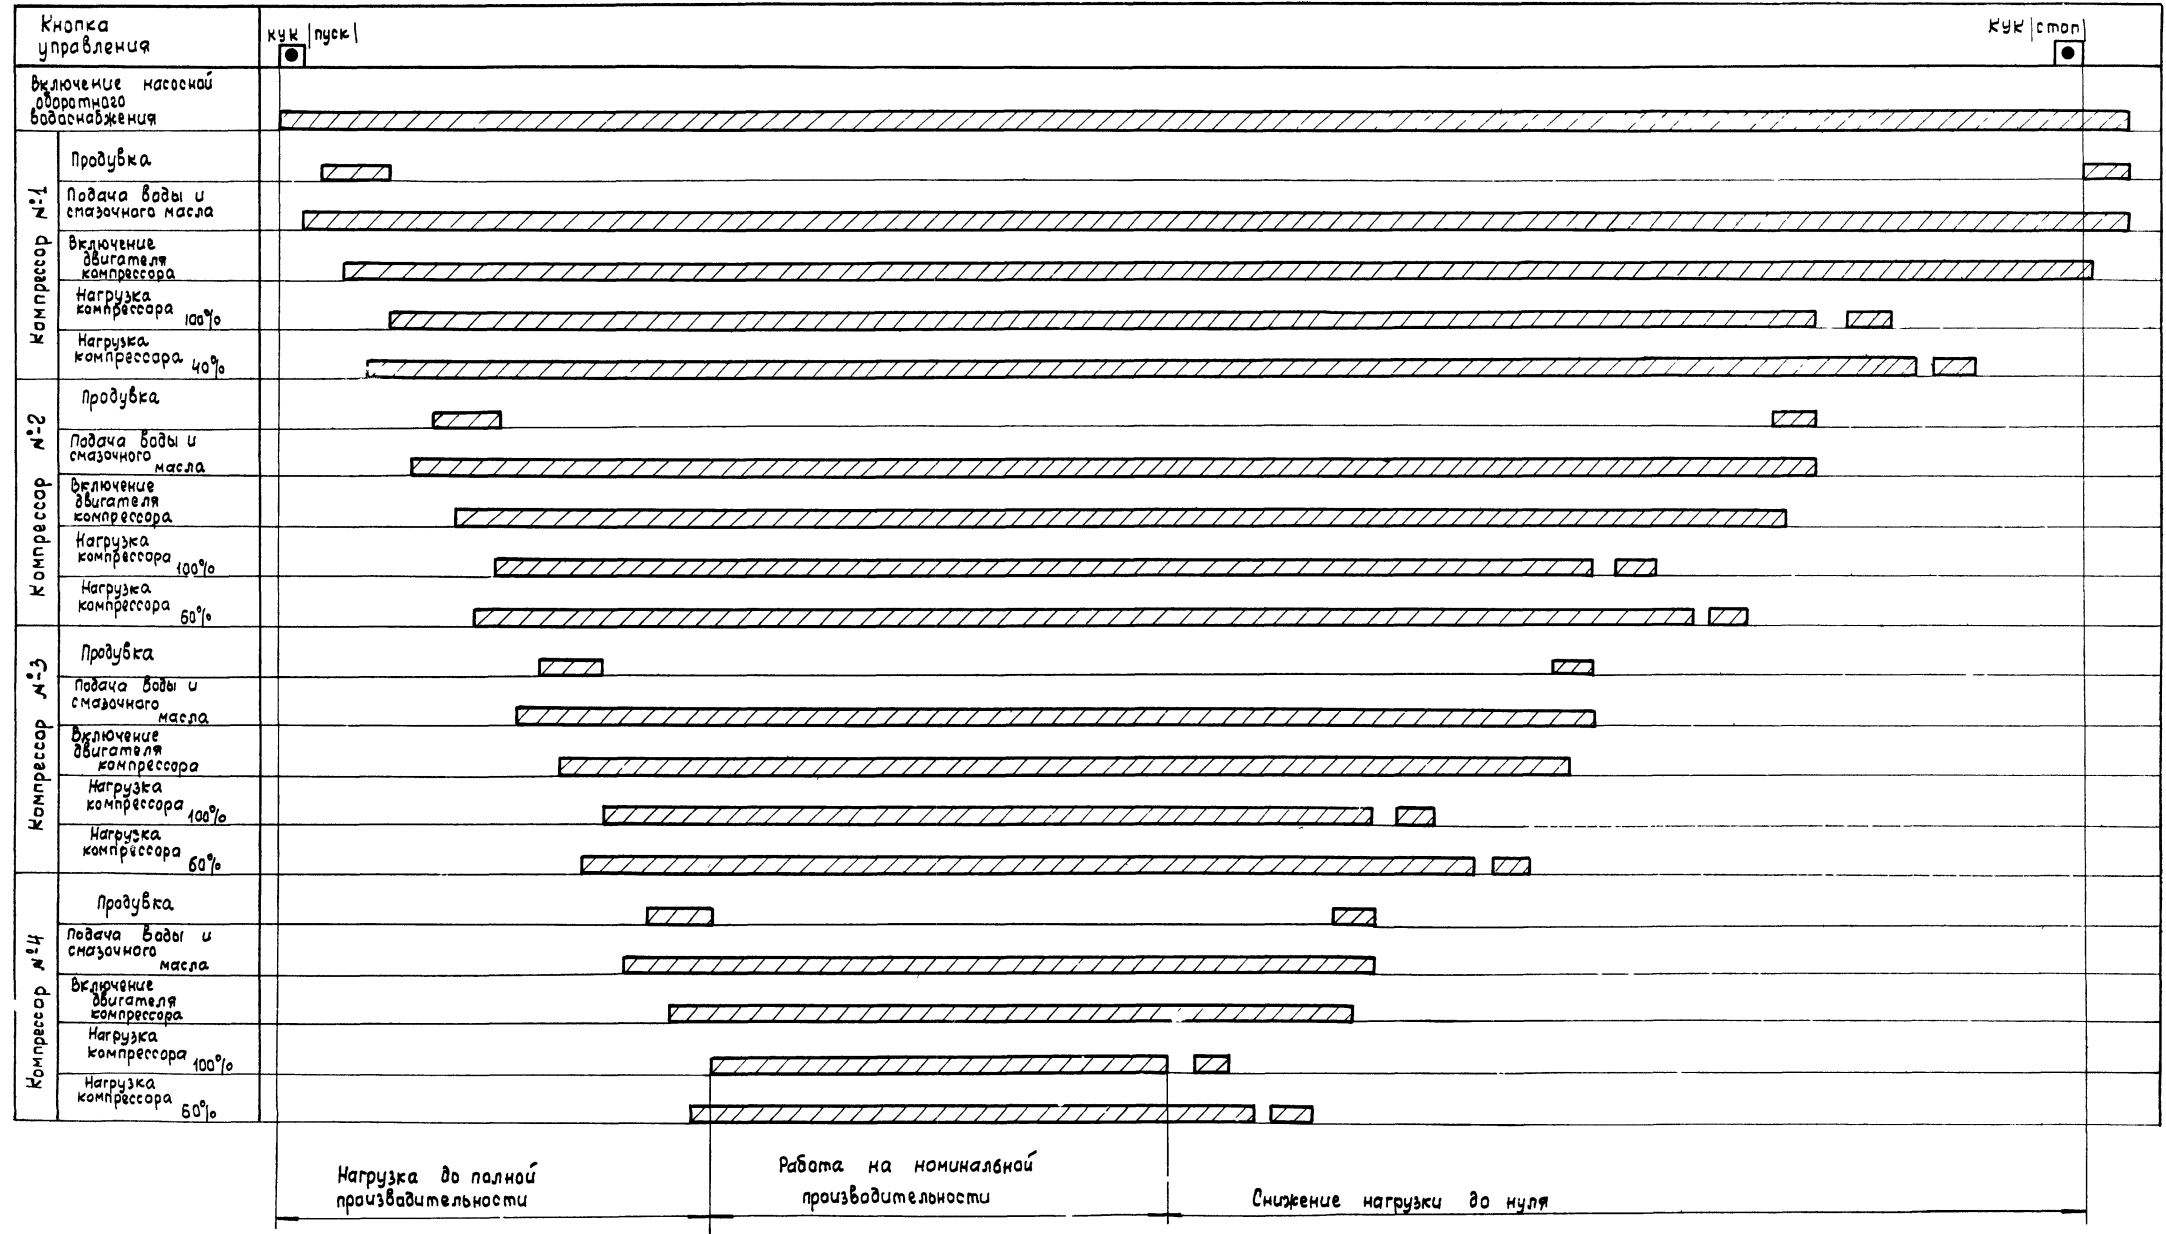 Кнопка
управления
КУК |пуск|
КУК |стоп|
Включение насосной
оборотного
водоснабжения
Компрессор №1
Продувка
Подача воды и
смазочного масла
Включение
двигателя
компрессора
Нагрузка
компрессора 100%
Нагрузка
компрессора 40%
Компрессор №2
Продувка
Подача воды и
смазочного
масла
Включение
двигателя
компрессора
Нагрузка
компрессора 100%
Нагрузка
компрессора 60%
Компрессор №3
Продувка
Подача воды и
смазочного
масла
Включение
двигателя
компрессора
Нагрузка
компрессора 100%
Нагрузка
компрессора 60%
Компрессор №4
Продувка
Подача воды и
смазочного
масла
Включение
двигателя
компрессора
Нагрузка
компрессора 100%
Нагрузка
компрессора 60%
Нагрузка до полной
производительности
Работа на номинальной
производительности
Снижение нагрузки до нуля